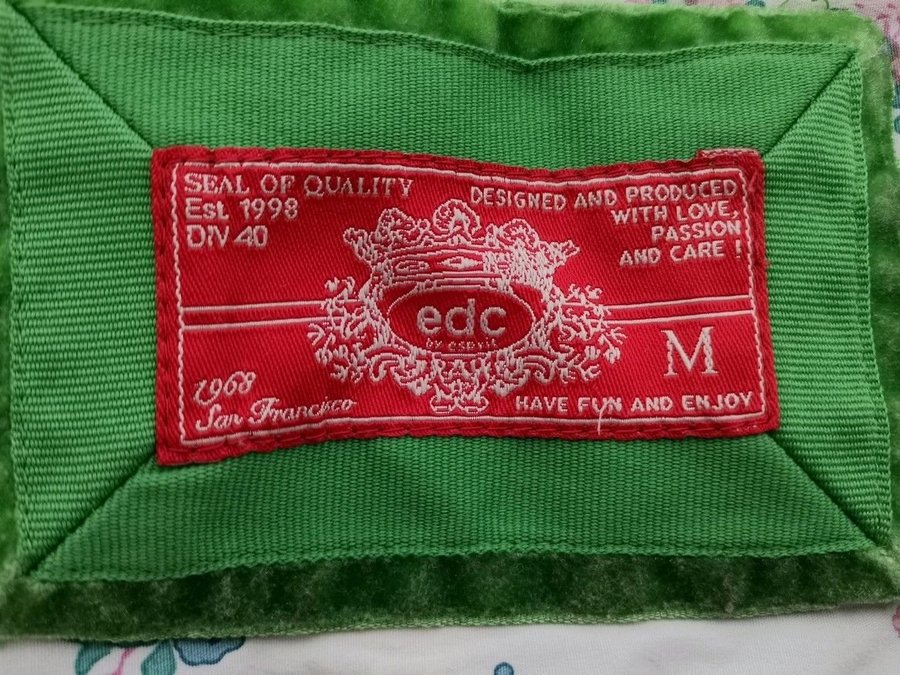 SEAL OF QUALITY
Est. 1998
DIV 40
DESIGNED AND PRODUCED
WITH LOVE,
PASSION
AND CARE !
edc
by esprit
M
1968
San Francisco
HAVE FUN AND ENJOY